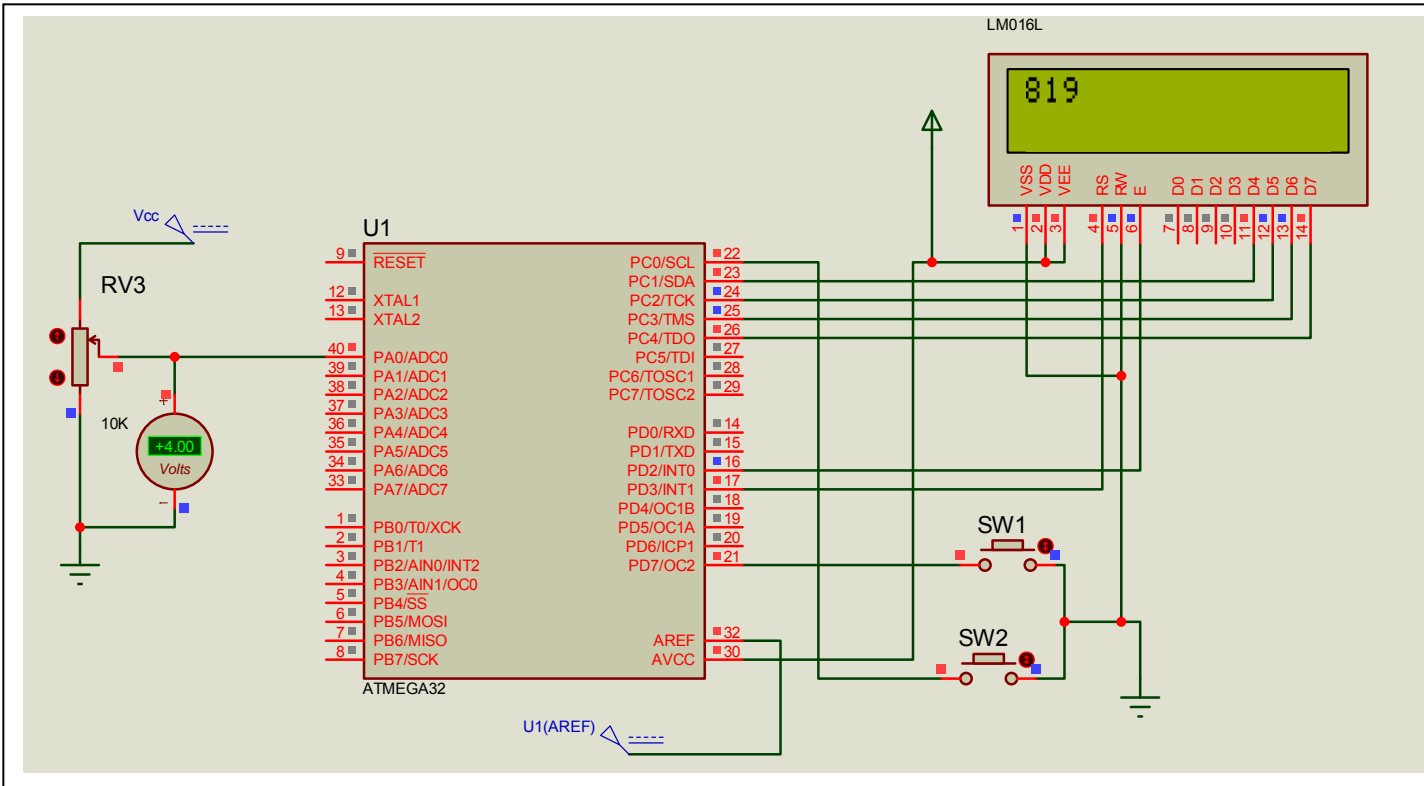 LM016L
819
VSS
VDD
VEE
RS
RW
E
D0
D1
D2
D3
D4
D5
D6
D7
1
2
3
4
5
6
7
8
9
10
11
12
13
14
Vcc
RV3
10K
+4.00
Volts
+
−
U1
9 RESET
12 XTAL1
13 XTAL2
40 PA0/ADC0
39 PA1/ADC1
38 PA2/ADC2
37 PA3/ADC3
36 PA4/ADC4
35 PA5/ADC5
34 PA6/ADC6
33 PA7/ADC7
1 PB0/T0/XCK
2 PB1/T1
3 PB2/AIN0/INT2
4 PB3/AIN1/OC0
5 PB4/SS
6 PB5/MOSI
7 PB6/MISO
8 PB7/SCK
PC0/SCL 22
PC1/SDA 23
PC2/TCK 24
PC3/TMS 25
PC4/TDO 26
PC5/TDI 27
PC6/TOSC1 28
PC7/TOSC2 29
PD0/RXD 14
PD1/TXD 15
PD2/INT0 16
PD3/INT1 17
PD4/OC1B 18
PD5/OC1A 19
PD6/ICP1 20
PD7/OC2 21
AREF 32
AVCC 30
ATMEGA32
SW1
SW2
U1(AREF)